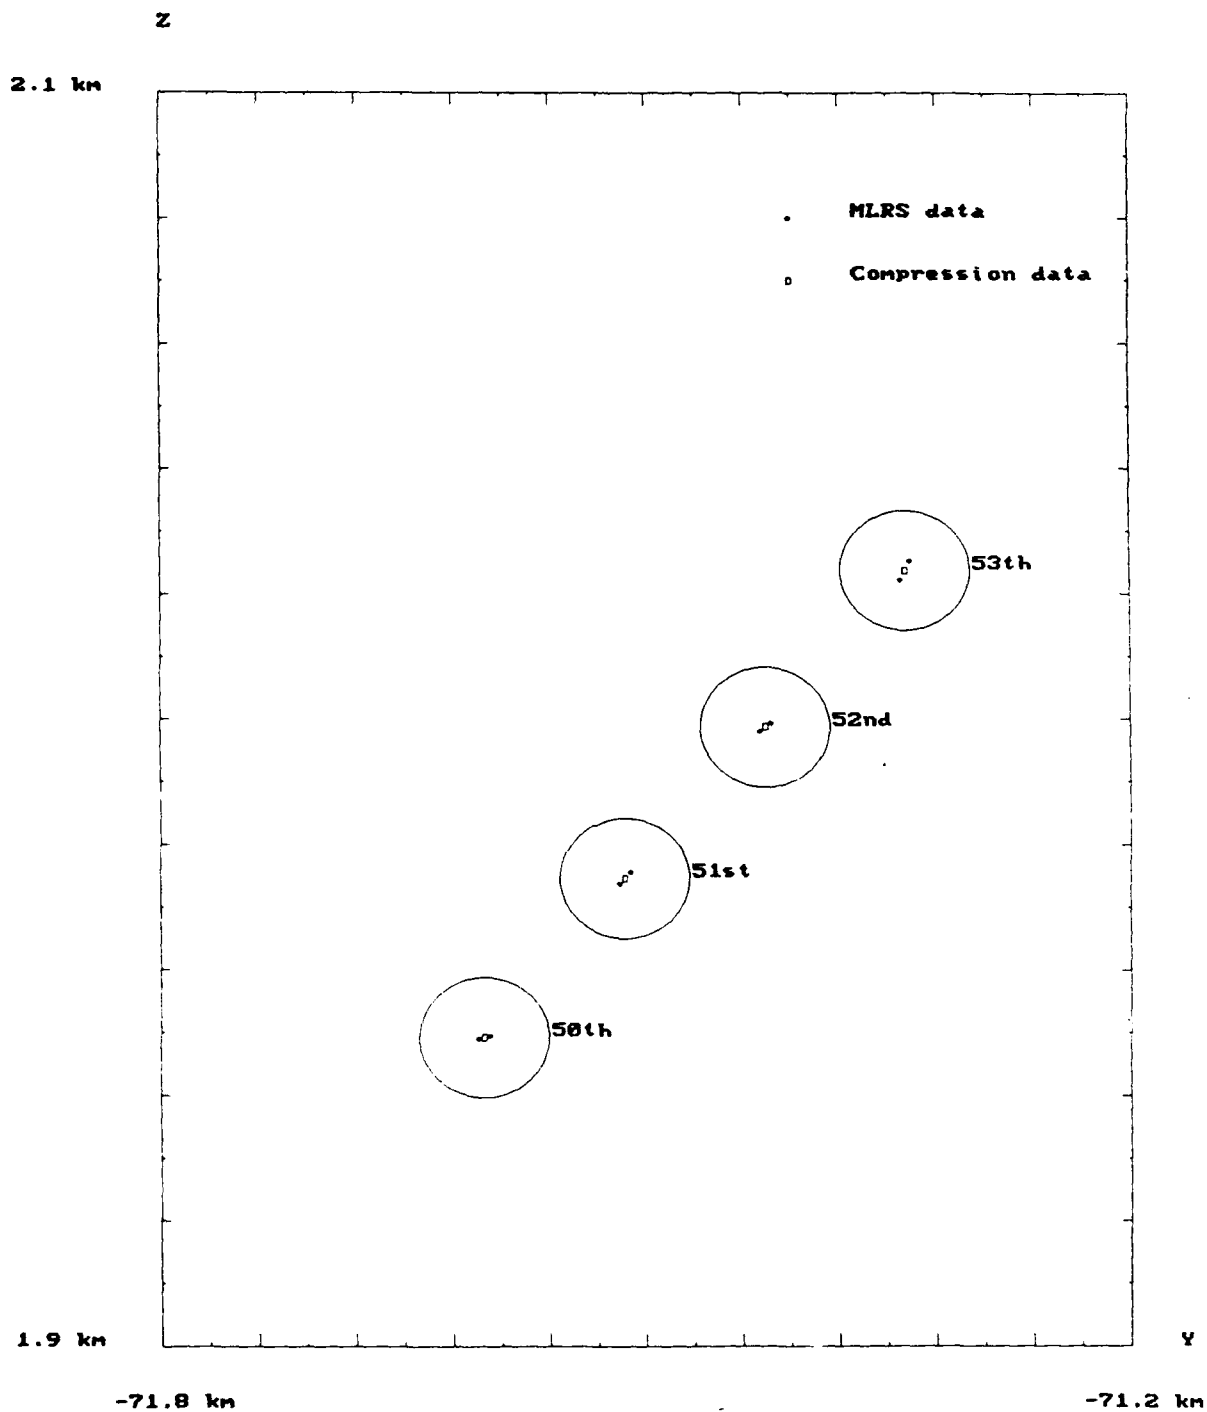 Z
2.1 km
MLRS data
Compression data
53th
52nd
51st
50th
1.9 km
Y
-71.8 km
-71.2 km